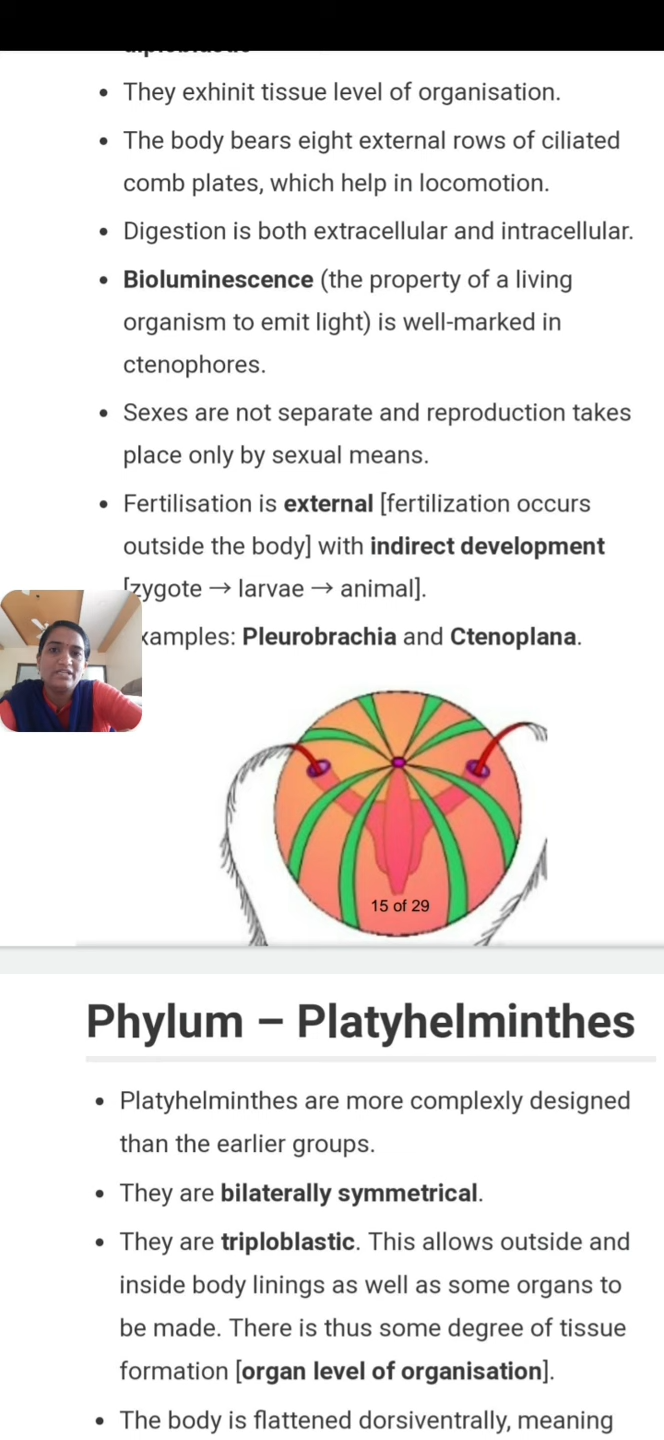 • They exhinit tissue level of organisation.
• The body bears eight external rows of ciliated
comb plates, which help in locomotion.
• Digestion is both extracellular and intracellular.
• Bioluminescence (the property of a living
organism to emit light) is well-marked in
ctenophores.
• Sexes are not separate and reproduction takes
place only by sexual means.
• Fertilisation is external [fertilization occurs
outside the body] with indirect development
[zygote → larvae → animal].
xamples: Pleurobrachia and Ctenoplana.
15 of 29
Phylum – Platyhelminthes
• Platyhelminthes are more complexly designed
than the earlier groups.
• They are bilaterally symmetrical.
• They are triploblastic. This allows outside and
inside body linings as well as some organs to
be made. There is thus some degree of tissue
formation [organ level of organisation].
• The body is flattened dorsiventrally, meaning